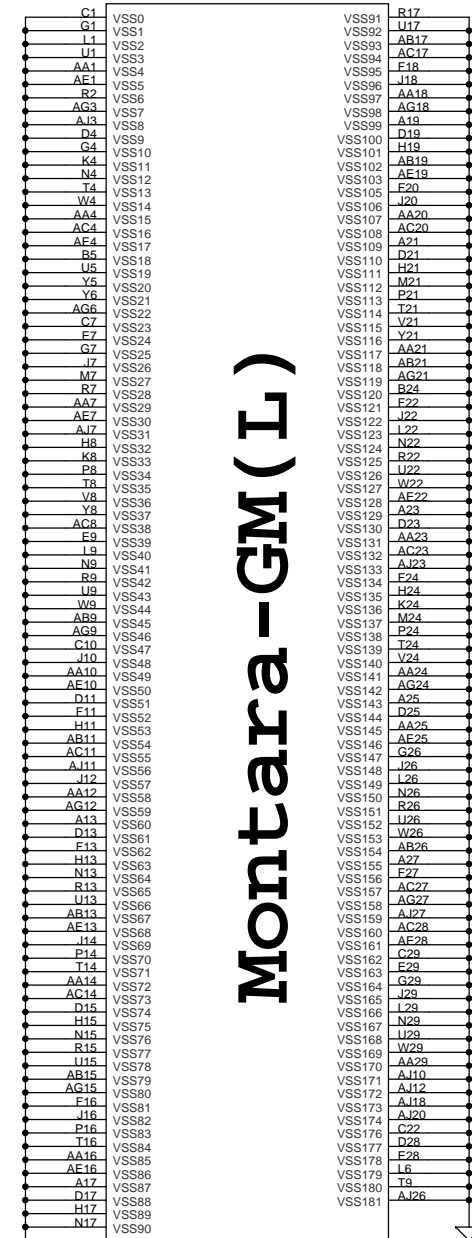 C1 VSS0
G1 VSS1
L1 VSS2
U1 VSS3
AA1 VSS4
AE1 VSS5
R2 VSS6
AG3 VSS7
AJ3 VSS8
D4 VSS9
G4 VSS10
K4 VSS11
N4 VSS12
T4 VSS13
W4 VSS14
AA4 VSS15
AC4 VSS16
AE4 VSS17
B5 VSS18
U5 VSS19
Y5 VSS20
Y6 VSS21
AG6 VSS22
C7 VSS23
E7 VSS24
G7 VSS25
J7 VSS26
M7 VSS27
R7 VSS28
AA7 VSS29
AE7 VSS30
AJ7 VSS31
H8 VSS32
K8 VSS33
P8 VSS34
T8 VSS35
V8 VSS36
Y8 VSS37
AC8 VSS38
E9 VSS39
L9 VSS40
N9 VSS41
R9 VSS42
U9 VSS43
W9 VSS44
AB9 VSS45
AG9 VSS46
C10 VSS47
J10 VSS48
AA10 VSS49
AE10 VSS50
D11 VSS51
F11 VSS52
H11 VSS53
AB11 VSS54
AC11 VSS55
AJ11 VSS56
J12 VSS57
AA12 VSS58
AG12 VSS59
A13 VSS60
D13 VSS61
F13 VSS62
H13 VSS63
N13 VSS64
R13 VSS65
U13 VSS66
AB13 VSS67
AE13 VSS68
J14 VSS69
P14 VSS70
T14 VSS71
AA14 VSS72
AC14 VSS73
D15 VSS74
H15 VSS75
N15 VSS76
R15 VSS77
U15 VSS78
AB15 VSS79
AG15 VSS80
F16 VSS81
J16 VSS82
P16 VSS83
T16 VSS84
AA16 VSS85
AE16 VSS86
A17 VSS87
D17 VSS88
H17 VSS89
N17 VSS90
Montara-GM(L)
VSS91 R17
VSS92 U17
VSS93 AB17
VSS94 AC17
VSS95 F18
VSS96 J18
VSS97 AA18
VSS98 AG18
VSS99 A19
VSS100 D19
VSS101 H19
VSS102 AB19
VSS103 AE19
VSS105 F20
VSS106 J20
VSS107 AA20
VSS108 AC20
VSS109 A21
VSS110 D21
VSS111 H21
VSS112 M21
VSS113 P21
VSS114 T21
VSS115 V21
VSS116 Y21
VSS117 AA21
VSS118 AB21
VSS119 AG21
VSS120 B24
VSS121 F22
VSS122 J22
VSS123 L22
VSS124 N22
VSS125 R22
VSS126 U22
VSS127 W22
VSS128 AE22
VSS129 A23
VSS130 D23
VSS131 AA23
VSS132 AC23
VSS133 AJ23
VSS134 F24
VSS135 H24
VSS136 K24
VSS137 M24
VSS138 P24
VSS139 T24
VSS140 V24
VSS141 AA24
VSS142 AG24
VSS143 A25
VSS144 D25
VSS145 AA25
VSS146 AE25
VSS147 G26
VSS148 J26
VSS149 L26
VSS150 N26
VSS151 R26
VSS152 U26
VSS153 W26
VSS154 AB26
VSS155 A27
VSS156 F27
VSS157 AC27
VSS158 AG27
VSS159 AJ27
VSS160 AC28
VSS161 AE28
VSS162 C29
VSS163 E29
VSS164 G29
VSS165 J29
VSS166 L29
VSS167 N29
VSS168 U29
VSS169 W29
VSS170 AA29
VSS171 AJ10
VSS172 AJ12
VSS173 AJ18
VSS174 AJ20
VSS176 C22
VSS177 D28
VSS178 E28
VSS179 L6
VSS180 T9
VSS181 AJ26